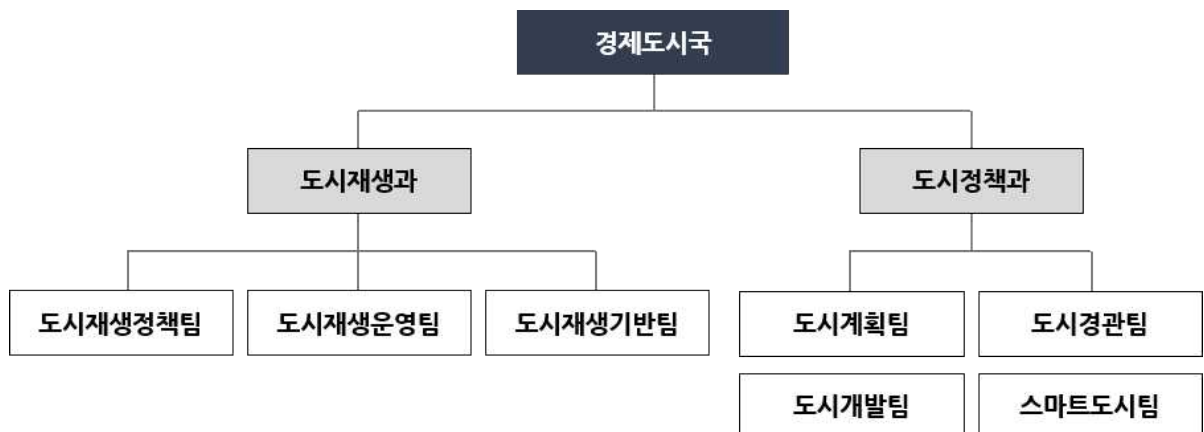 경제도시국
도시재생과
도시정책과
도시재생정책팀
도시재생운영팀
도시재생기반팀
도시계획팀
도시경관팀
도시개발팀
스마트도시팀